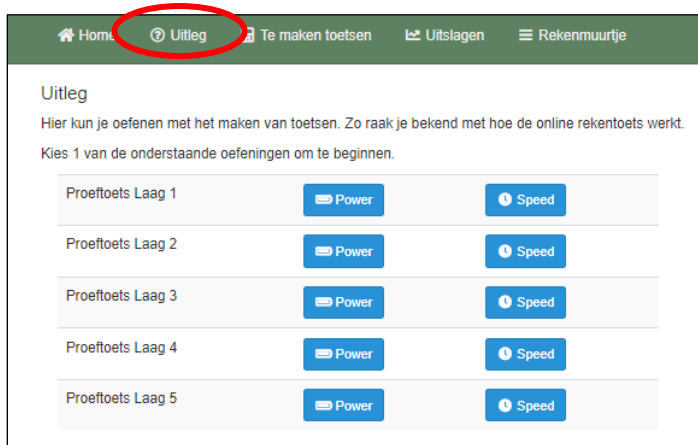 Home Uitleg Te maken toetsen Uitslagen Rekenmuurtje
Uitleg
Hier kun je oefenen met het maken van toetsen. Zo raak je bekend met hoe de online rekentoets werkt.
Kies 1 van de onderstaande oefeningen om te beginnen.
Proeftoets Laag 1 Power Speed
Proeftoets Laag 2 Power Speed
Proeftoets Laag 3 Power Speed
Proeftoets Laag 4 Power Speed
Proeftoets Laag 5 Power Speed